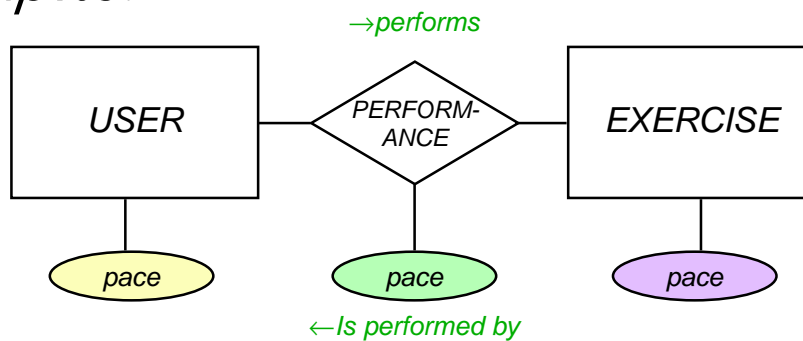 →performs
USER
PERFORM-
ANCE
EXERCISE
pace
pace
pace
←Is performed by